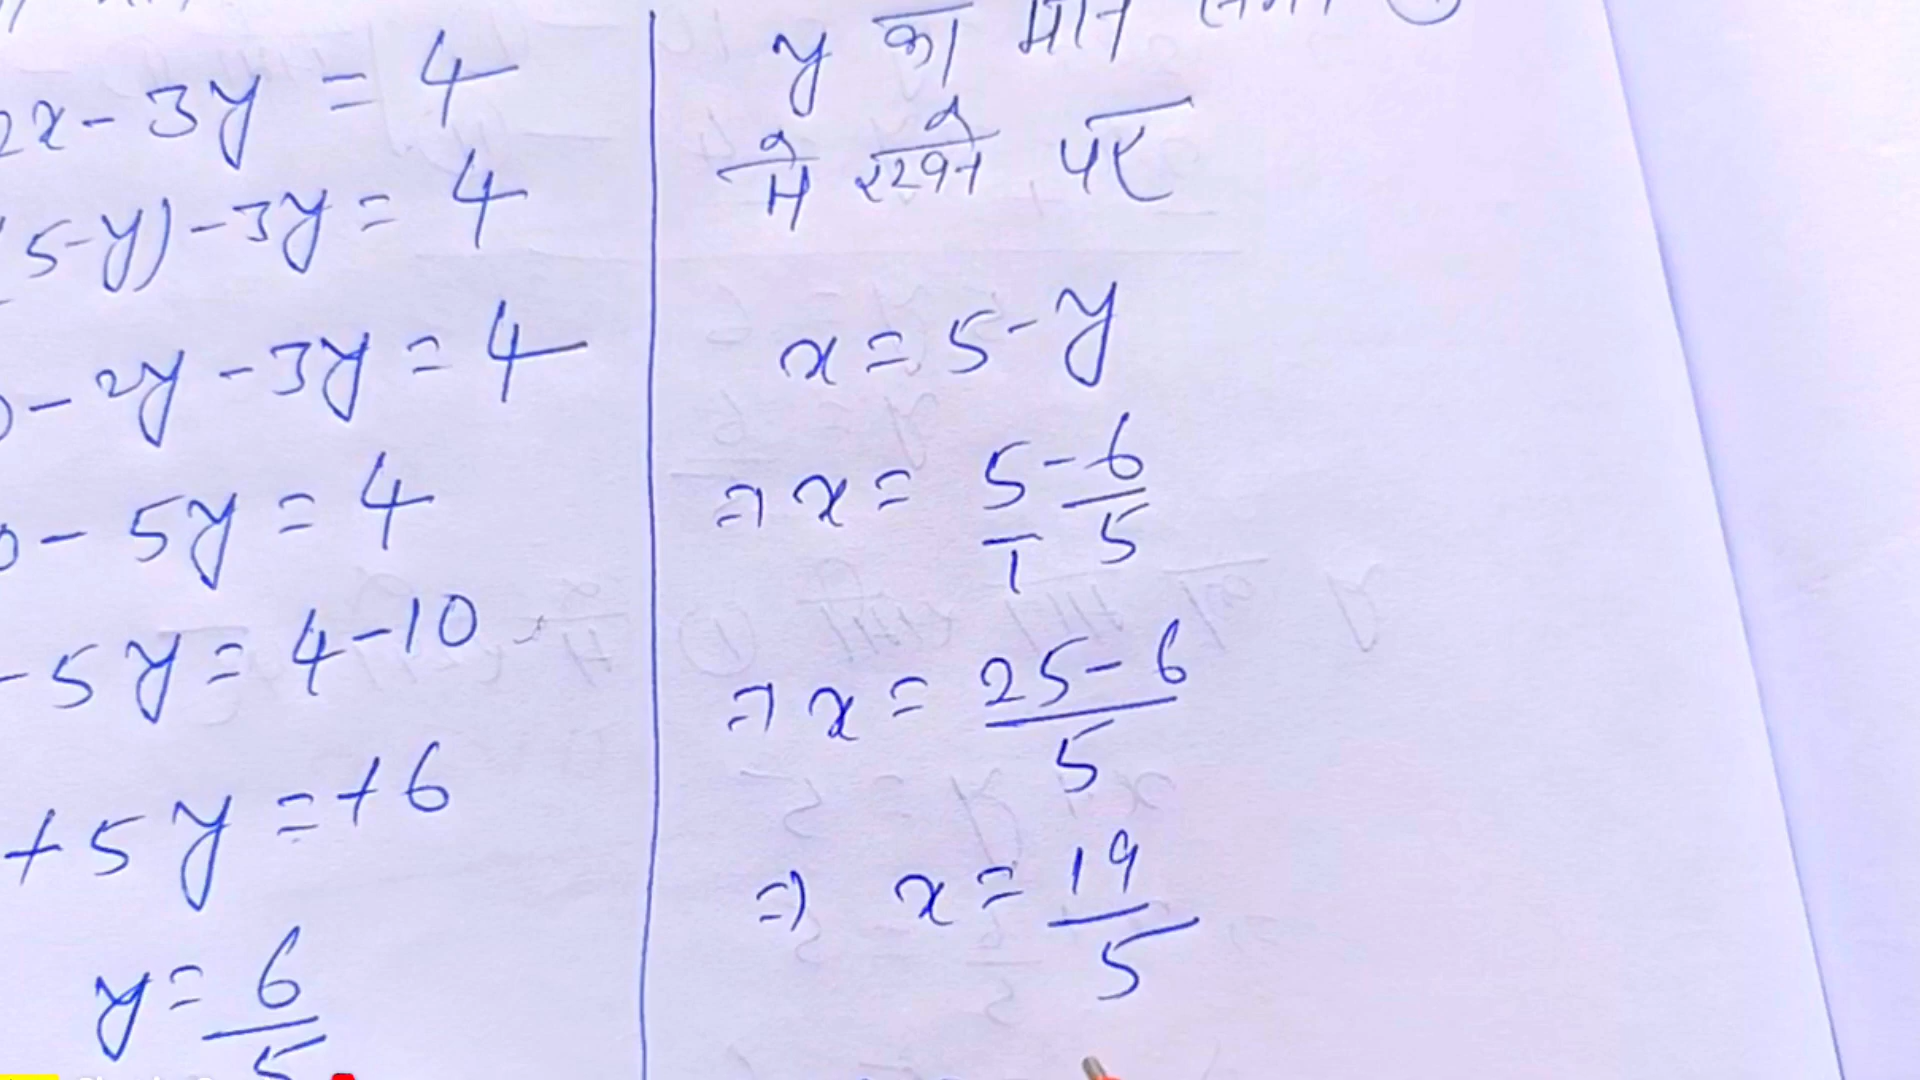 2x - 3y = 4
(5-y) - 3y = 4
- 2y - 3y = 4
- 5y = 4
- 5y = 4 - 10
+ 5y = + 6
y = 6/5
y का मान
में रखने पर
x = 5 - y
⇒ x = 5/1 - 6/5
⇒ x = 25 - 6/5
⇒ x = 19/5